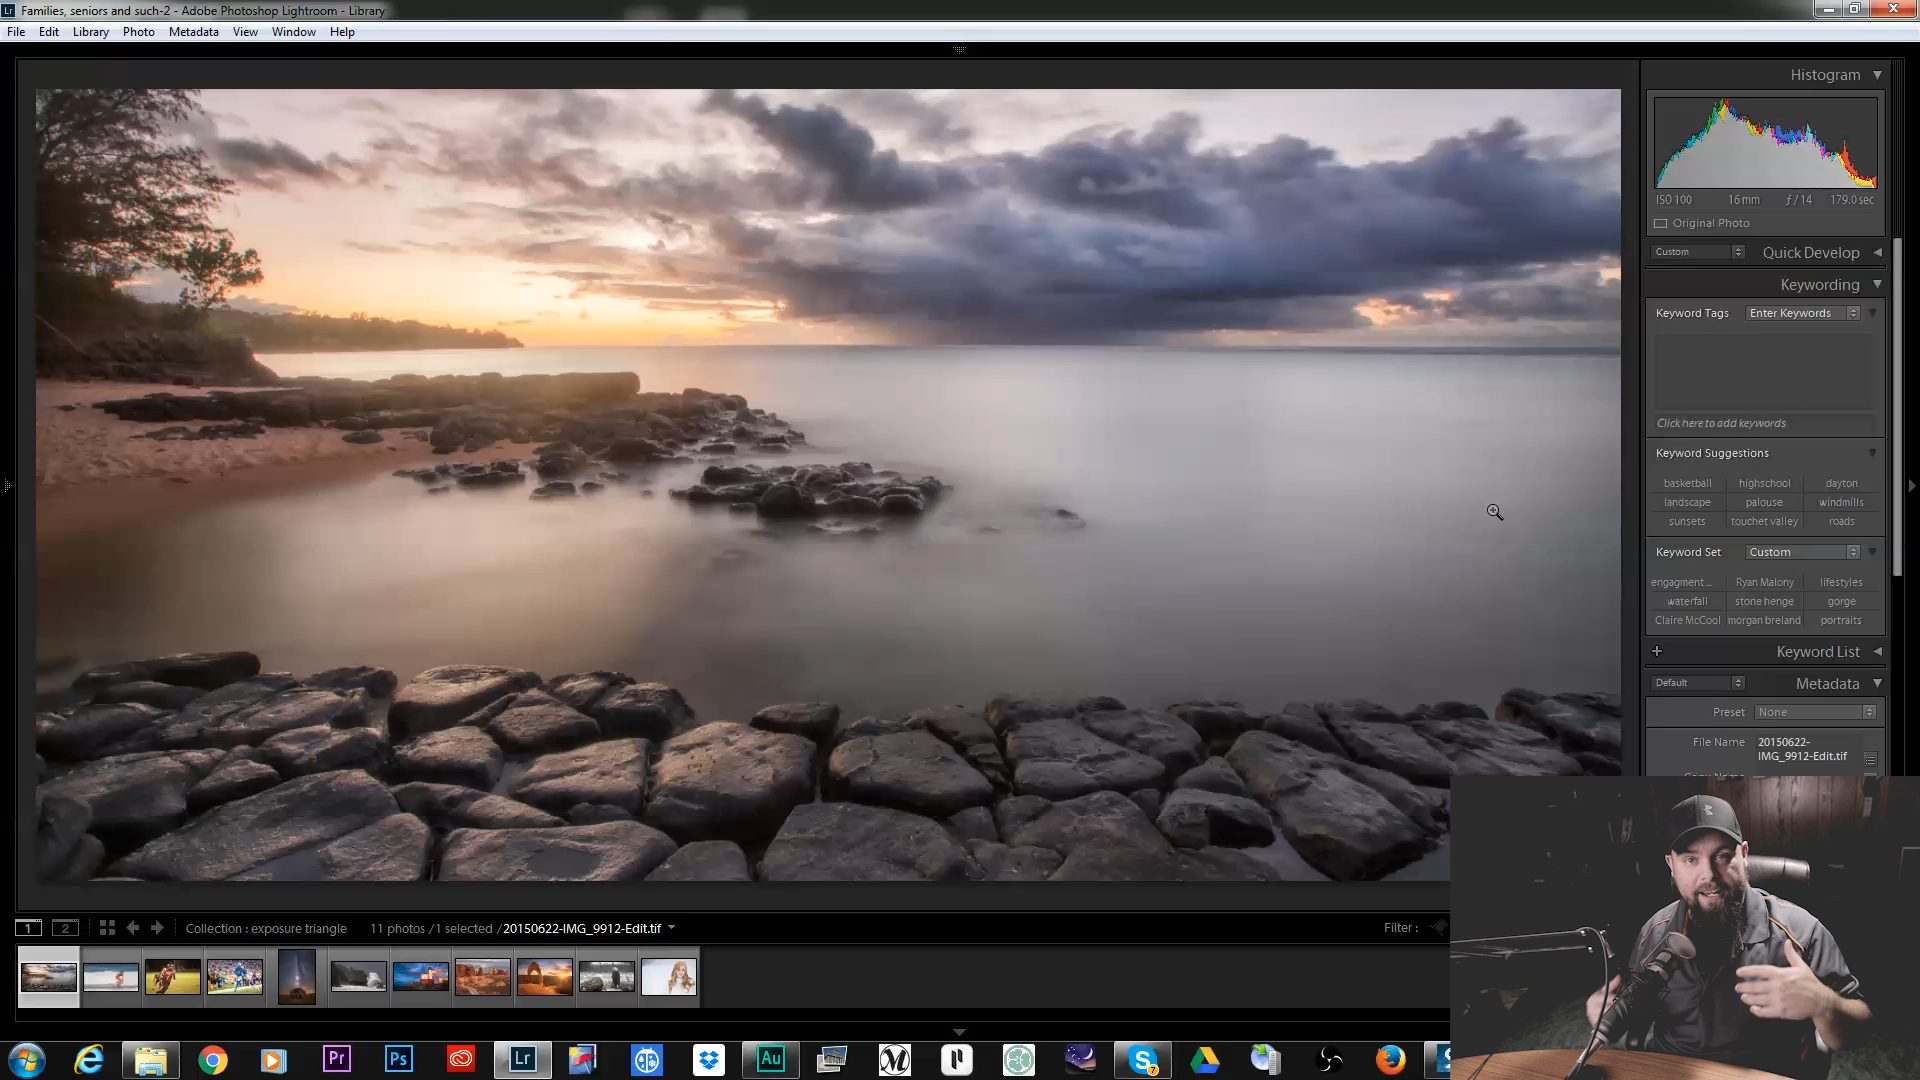 Lr Families, seniors and such-2 - Adobe Photoshop Lightroom - Library
File Edit Library Photo Metadata View Window Help
Histogram
ISO 100 16 mm ƒ / 14 179.0 sec
Original Photo
Custom Quick Develop
Keywording
Keyword Tags Enter Keywords
Click here to add keywords
Keyword Suggestions
basketball highschool dayton
landscape palouse windmills
sunsets touchet valley roads
Keyword Set Custom
engagment ... Ryan Malony lifestyles
waterfall stone henge gorge
Claire McCool morgan breland portraits
+ Keyword List
Default Metadata
Preset None
File Name 20150622-
IMG_9912-Edit.tif
1 2 Collection : exposure triangle 11 photos / 1 selected / 20150622-IMG_9912-Edit.tif Filter :
Pr Ps Lr Au M S 7